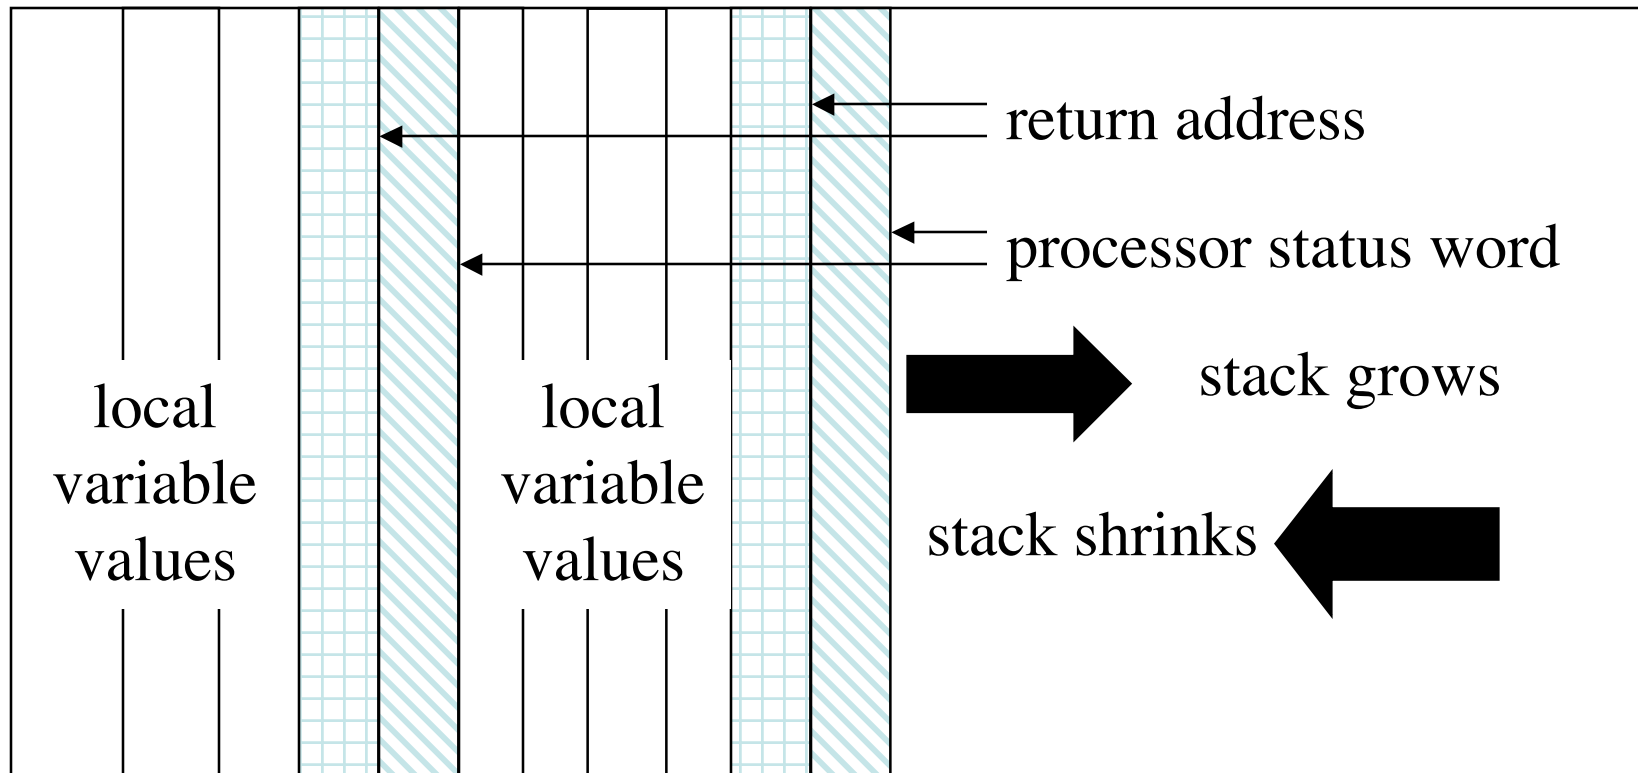 return address
processor status word
stack grows
local
variable
values
local
variable
values
stack shrinks